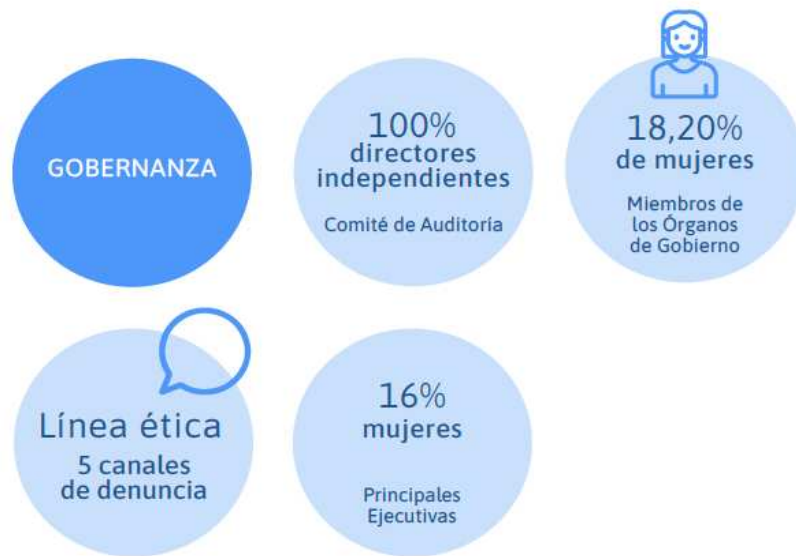 GOBERNANZA
100%
directores
independientes
Comité de Auditoría
18,20%
de mujeres
Miembros de
los Órganos
de Gobierno
Línea ética
5 canales
de denuncia
16%
mujeres
Principales
Ejecutivas